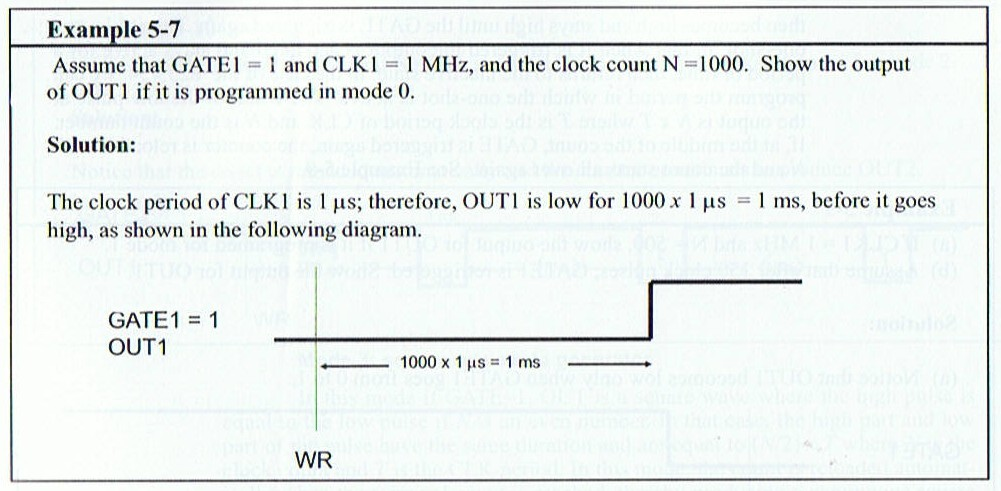 Example 5-7
Assume that GATE1 = 1 and CLK1 = 1 MHz, and the clock count N =1000. Show the output
of OUT1 if it is programmed in mode 0.
Solution:
The clock period of CLK1 is 1 µs; therefore, OUT1 is low for 1000 x 1 µs = 1 ms, before it goes
high, as shown in the following diagram.
GATE1 = 1
OUT1
1000 x 1 µs = 1 ms
WR